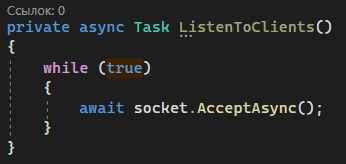 Ссылок: 0
private async Task ListenToClients()
{
    while (true)
    {
        await socket.AcceptAsync();
    }
}